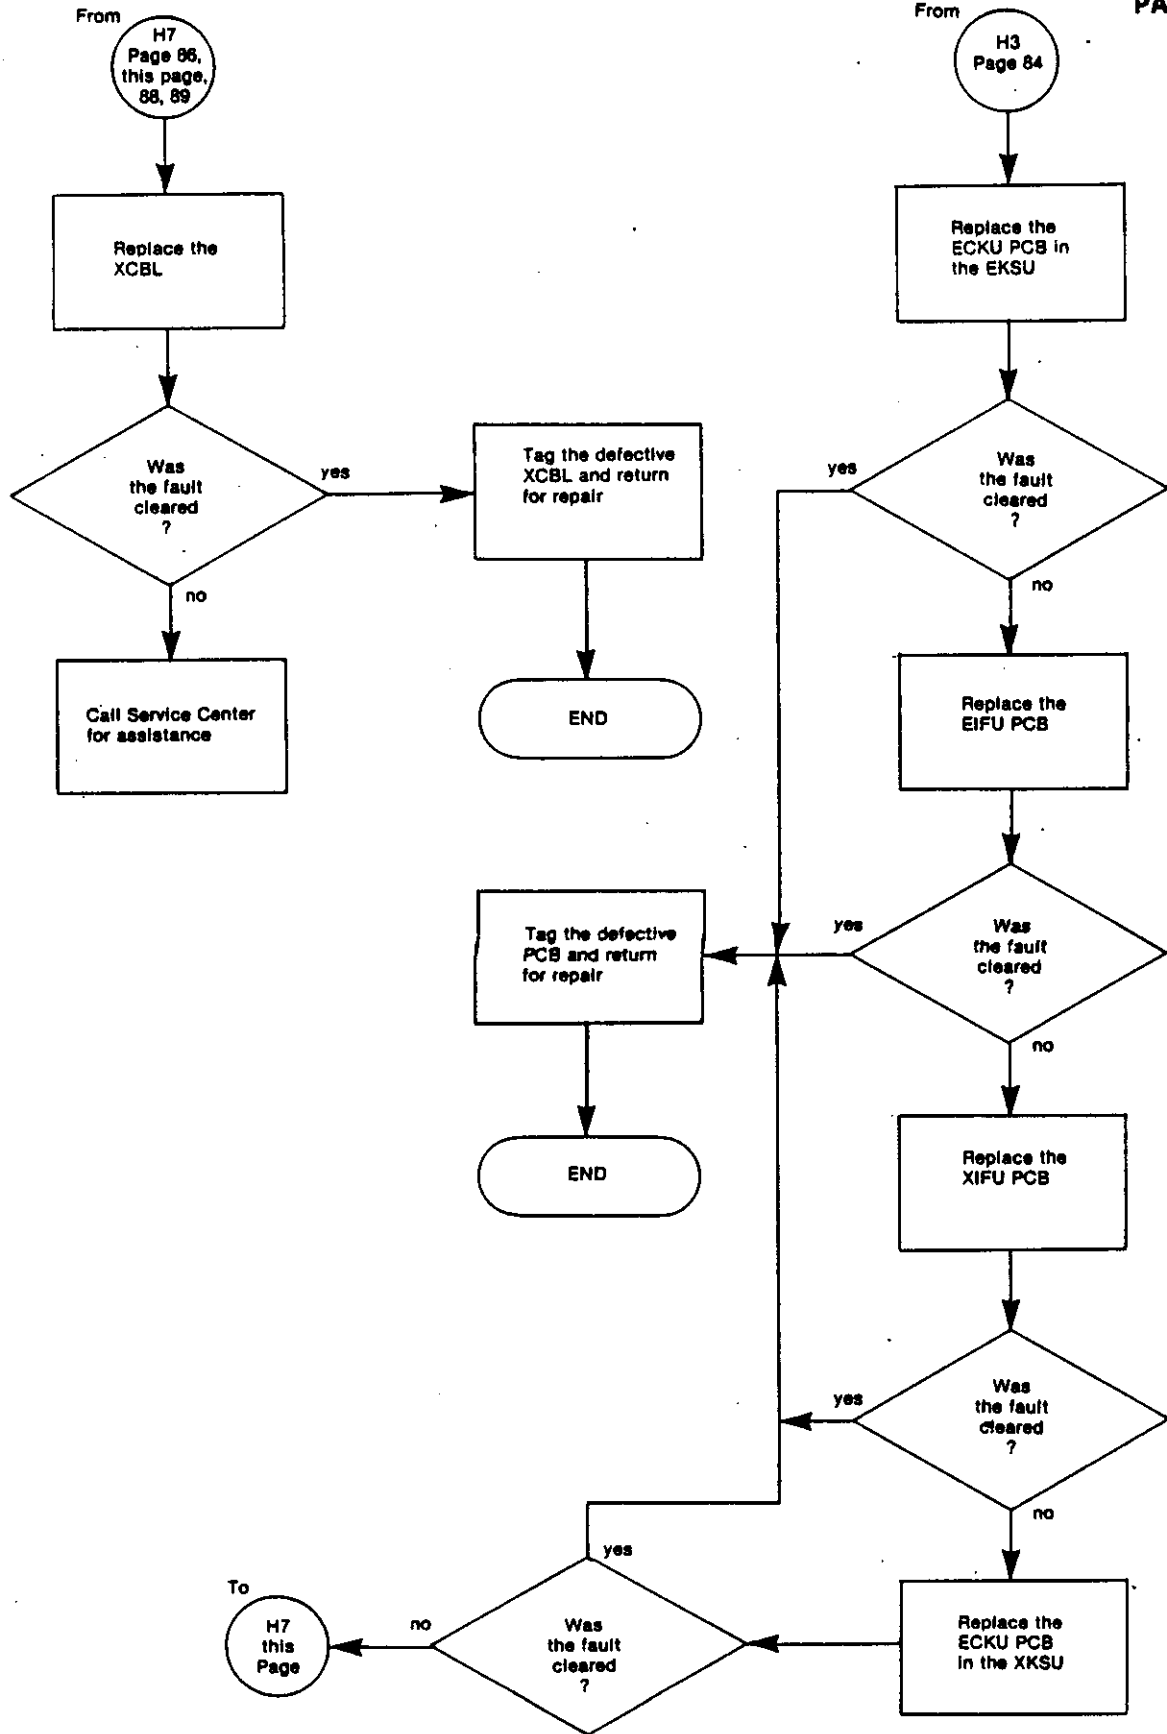 From
H7
Page 86,
this page,
88, 89
Replace the
XCBL
Was
the fault
cleared
?
yes
no
Tag the defective
XCBL and return
for repair
END
Call Service Center
for assistance
From
H3
Page 84
PA
Replace the
ECKU PCB in
the EKSU
Was
the fault
cleared
?
yes
no
Replace the
EIFU PCB
Was
the fault
cleared
?
yes
no
Tag the defective
PCB and return
for repair
END
Replace the
XIFU PCB
Was
the fault
cleared
?
yes
no
Replace the
ECKU PCB
in the XKSU
Was
the fault
cleared
?
yes
no
To
H7
this
Page